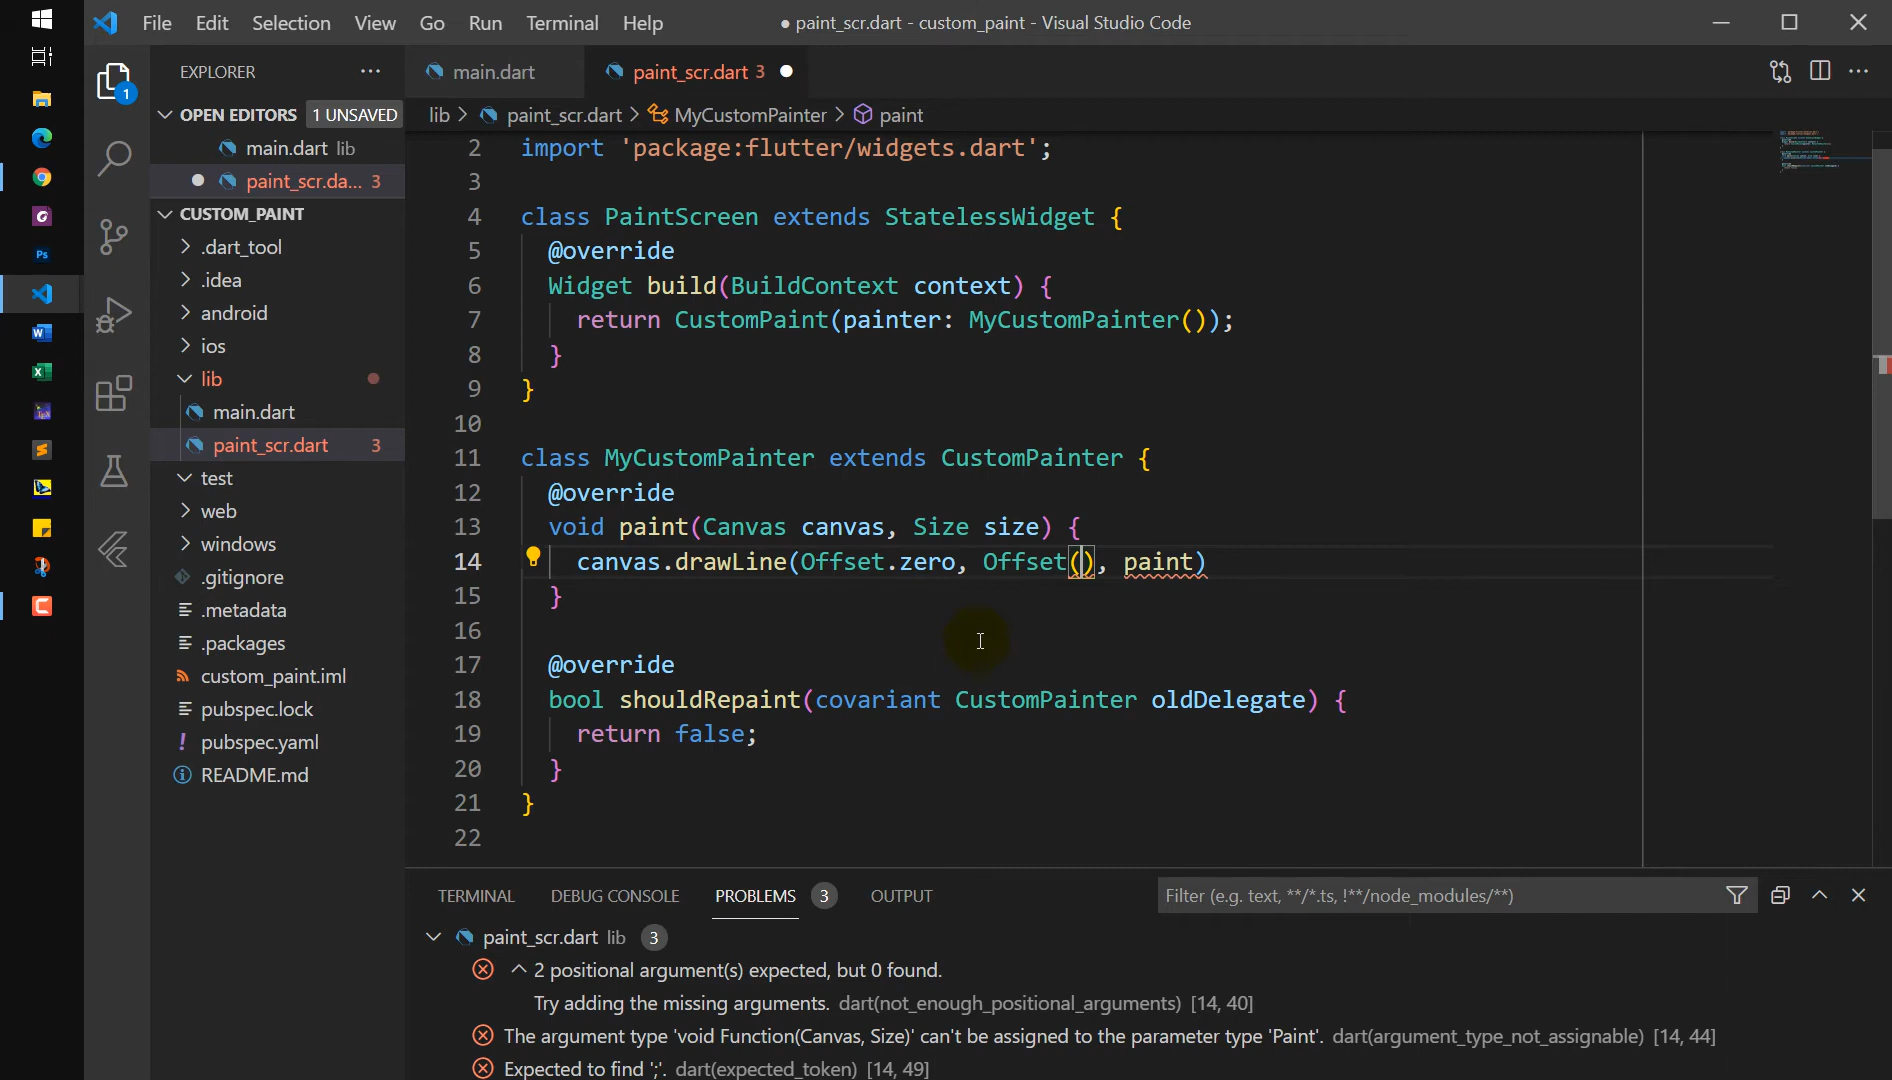 File Edit Selection View Go Run Terminal Help ● paint_scr.dart - custom_paint - Visual Studio Code
EXPLORER ···
main.dart
paint_scr.dart 3
OPEN EDITORS 1 UNSAVED
main.dart lib
paint_scr.da... 3
CUSTOM_PAINT
.dart_tool
.idea
android
ios
lib
main.dart
paint_scr.dart 3
test
web
windows
.gitignore
.metadata
.packages
custom_paint.iml
pubspec.lock
! pubspec.yaml
README.md
1
Ps
lib > paint_scr.dart > MyCustomPainter > paint
2 import 'package:flutter/widgets.dart';
3
4 class PaintScreen extends StatelessWidget {
5 @override
6 Widget build(BuildContext context) {
7 return CustomPaint(painter: MyCustomPainter());
8 }
9 }
10
11 class MyCustomPainter extends CustomPainter {
12 @override
13 void paint(Canvas canvas, Size size) {
14 canvas.drawLine(Offset.zero, Offset(), paint)
15 }
16
17 @override
18 bool shouldRepaint(covariant CustomPainter oldDelegate) {
19 return false;
20 }
21 }
22
TERMINAL DEBUG CONSOLE PROBLEMS 3 OUTPUT Filter (e.g. text, **/*.ts, !**/node_modules/**)
paint_scr.dart lib 3
2 positional argument(s) expected, but 0 found.
Try adding the missing arguments. dart(not_enough_positional_arguments) [14, 40]
The argument type 'void Function(Canvas, Size)' can't be assigned to the parameter type 'Paint'. dart(argument_type_not_assignable) [14, 44]
Expected to find ';'. dart(expected_token) [14, 49]